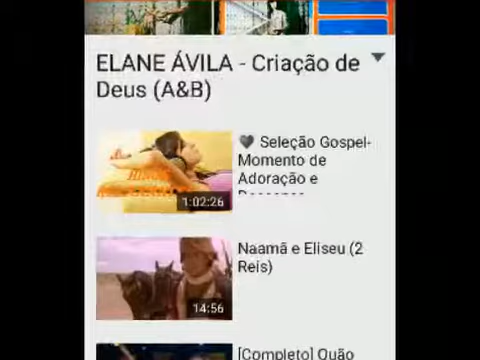 ELANE ÁVILA - Criação de
Deus (A&B)
🖤 Seleção Gospel-
Momento de
Adoração e
1:02:26
Naamã e Eliseu (2
Reis)
14:56
[Completo] Quão